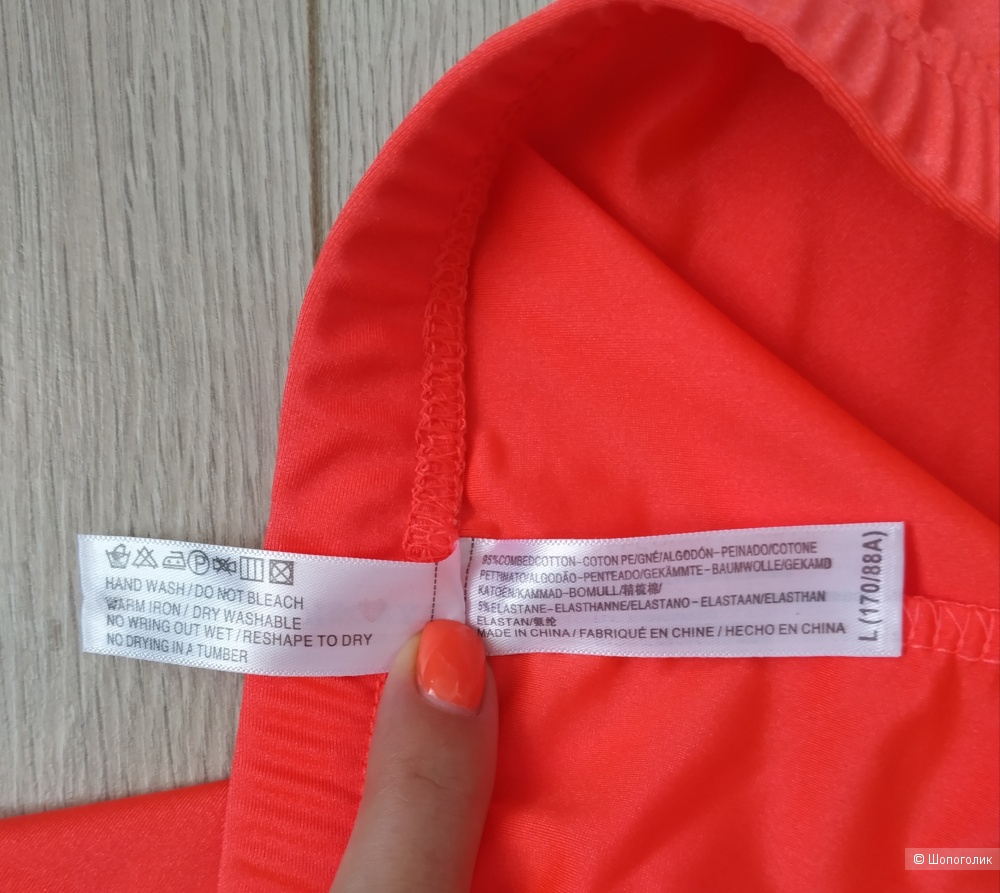 HAND WASH / DO NOT BLEACH
WARM IRON / DRY WASHABLE
NO WRING OUT WET / RESHAPE TO DRY
NO DRYING IN A TUMBER
95%COMBEDCOTTON-COTON PE/GNÉ/ALGODÓN-PEINADO/COTONE
PETTINATO/ALGODÃO-PENTEADO/GEKÄMMTE-BAUMWOLLE/GEKAMD
KATOEN/KAMMAD-BOMULL/精梳棉/
5%ELASTANE-ELASTHANNE/ELASTANO-ELASTAAN/ELASTHAN
ELASTAN/氨纶
MADE IN CHINA / FABRIQUÉ EN CHINE / HECHO EN CHINA
L (170/88A)
© Шопоголик